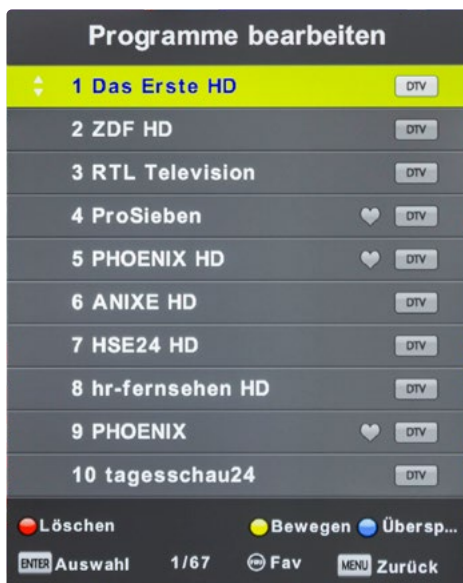 Programme bearbeiten
1 Das Erste HD DTV
2 ZDF HD DTV
3 RTL Television DTV
4 ProSieben DTV
5 PHOENIX HD DTV
6 ANIXE HD DTV
7 HSE24 HD DTV
8 hr-fernsehen HD DTV
9 PHOENIX DTV
10 tagesschau24 DTV
Löschen Bewegen Übersp...
ENTER Auswahl 1/67 FAV Fav MENU Zurück